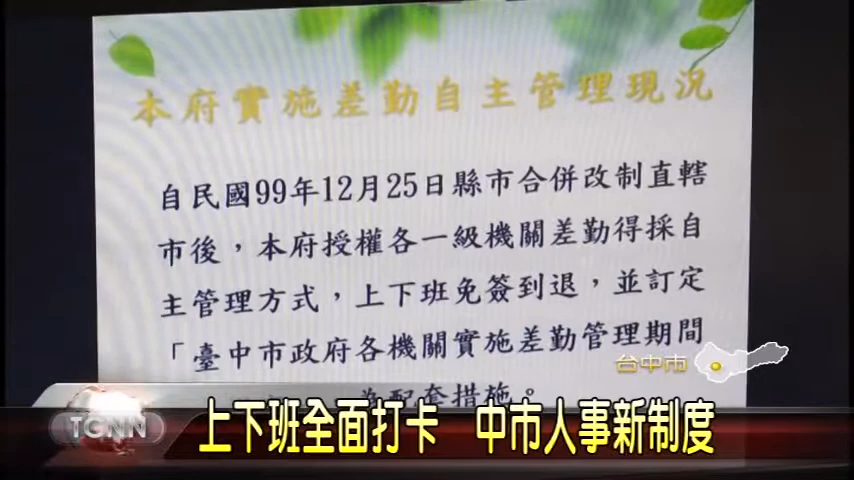 本府實施差勤自主管理現況
自民國99年12月25日縣市合併改制直轄
市後，本府授權各一級機關差勤得採自
主管理方式，上下班免簽到退，並訂定
「臺中市政府各機關實施差勤管理期間
為配套措施。
台中市
TCNN
上下班全面打卡 中市人事新制度